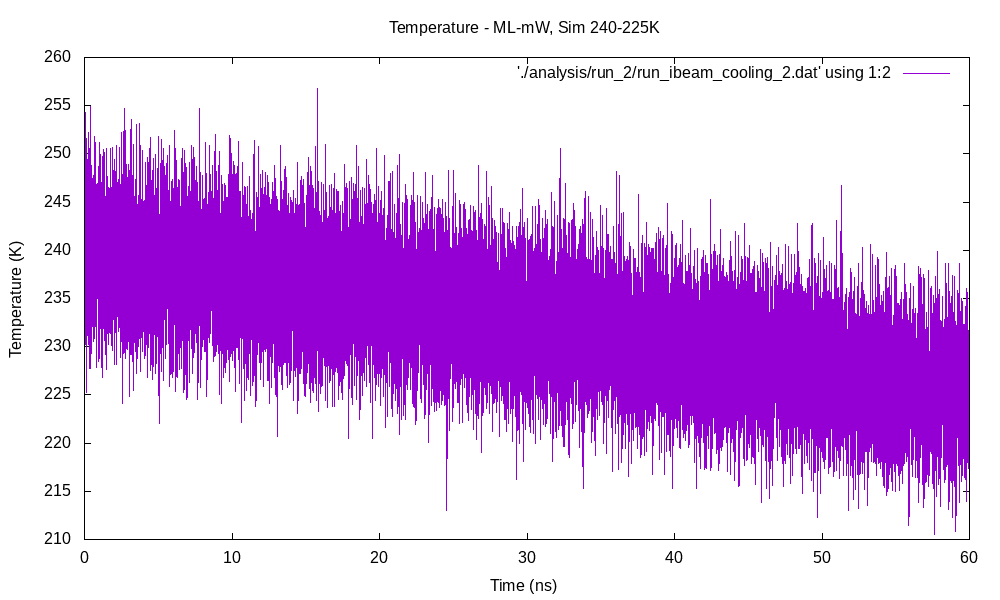 Temperature - ML-mW, Sim 240-225K
'./analysis/run_2/run_ibeam_cooling_2.dat' using 1:2
Temperature (K)
260
255
250
245
240
235
230
225
220
215
210
0 10 20 30 40 50 60
Time (ns)